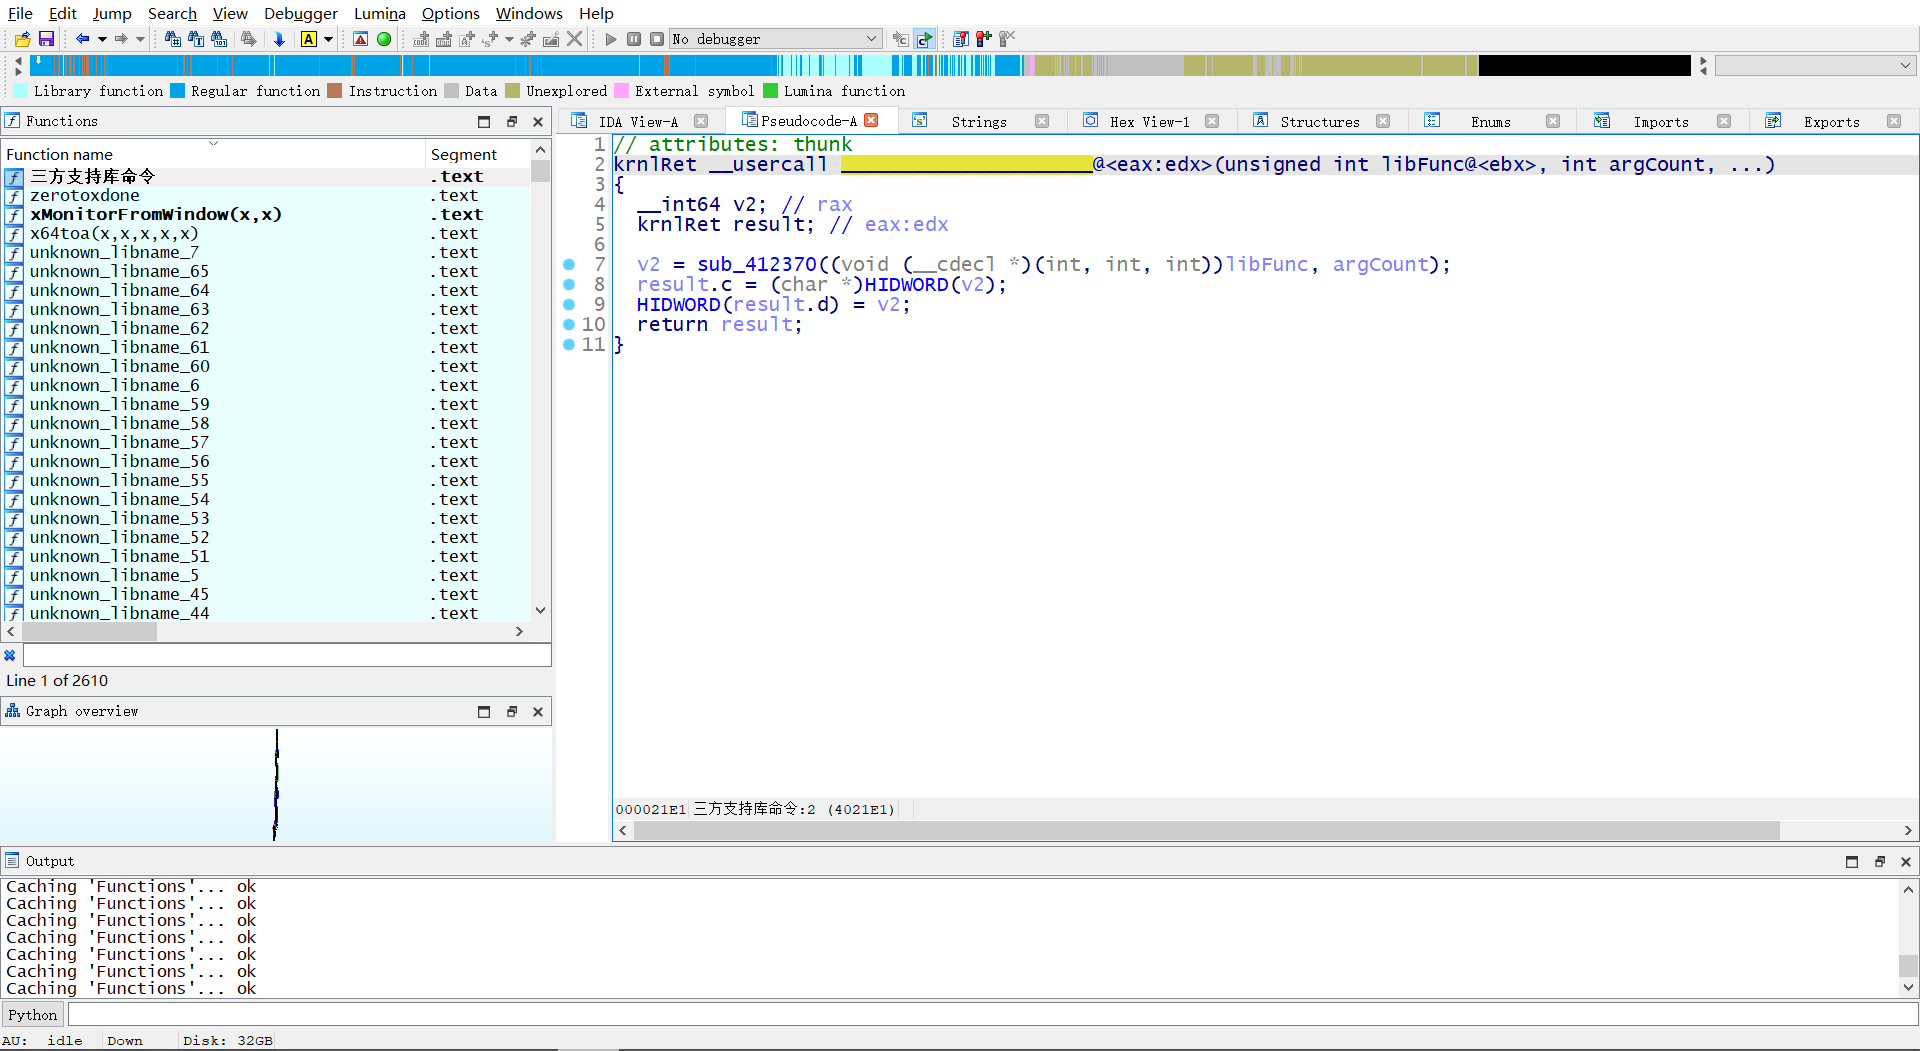 File Edit Jump Search View Debugger Lumina Options Windows Help
No debugger
Library function Regular function Instruction Data Unexplored External symbol Lumina function
Functions
Function name Segment
三方支持库命令 .text
zerotoxdone .text
xMonitorFromWindow(x,x) .text
x64toa(x,x,x,x,x) .text
unknown_libname_7 .text
unknown_libname_65 .text
unknown_libname_64 .text
unknown_libname_63 .text
unknown_libname_62 .text
unknown_libname_61 .text
unknown_libname_60 .text
unknown_libname_6 .text
unknown_libname_59 .text
unknown_libname_58 .text
unknown_libname_57 .text
unknown_libname_56 .text
unknown_libname_55 .text
unknown_libname_54 .text
unknown_libname_53 .text
unknown_libname_52 .text
unknown_libname_51 .text
unknown_libname_5 .text
unknown_libname_45 .text
unknown_libname_44 .text
Line 1 of 2610
Graph overview
IDA View-A Pseudocode-A Strings Hex View-1 Structures Enums Imports Exports
1 // attributes: thunk
2 krnlRet __usercall _____________________@<eax:edx>(unsigned int libFunc@<ebx>, int argCount, ...)
3 {
4 __int64 v2; // rax
5 krnlRet result; // eax:edx
6
7 v2 = sub_412370((void (__cdecl *)(int, int, int))libFunc, argCount);
8 result.c = (char *)HIDWORD(v2);
9 HIDWORD(result.d) = v2;
10 return result;
11 }
000021E1 三方支持库命令:2 (4021E1)
Output
Caching 'Functions'... ok
Caching 'Functions'... ok
Caching 'Functions'... ok
Caching 'Functions'... ok
Caching 'Functions'... ok
Caching 'Functions'... ok
Caching 'Functions'... ok
Python
AU: idle Down Disk: 32GB